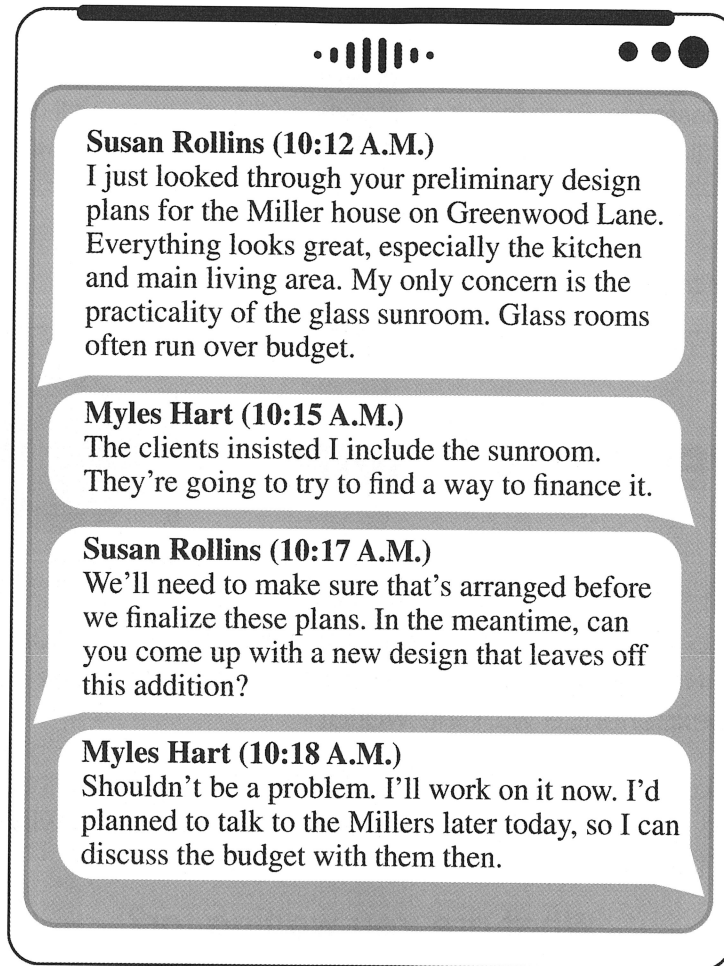 Susan Rollins (10:12 A.M.)
I just looked through your preliminary design
plans for the Miller house on Greenwood Lane.
Everything looks great, especially the kitchen
and main living area. My only concern is the
practicality of the glass sunroom. Glass rooms
often run over budget.
Myles Hart (10:15 A.M.)
The clients insisted I include the sunroom.
They're going to try to find a way to finance it.
Susan Rollins (10:17 A.M.)
We'll need to make sure that's arranged before
we finalize these plans. In the meantime, can
you come up with a new design that leaves off
this addition?
Myles Hart (10:18 A.M.)
Shouldn't be a problem. I'll work on it now. I'd
planned to talk to the Millers later today, so I can
discuss the budget with them then.